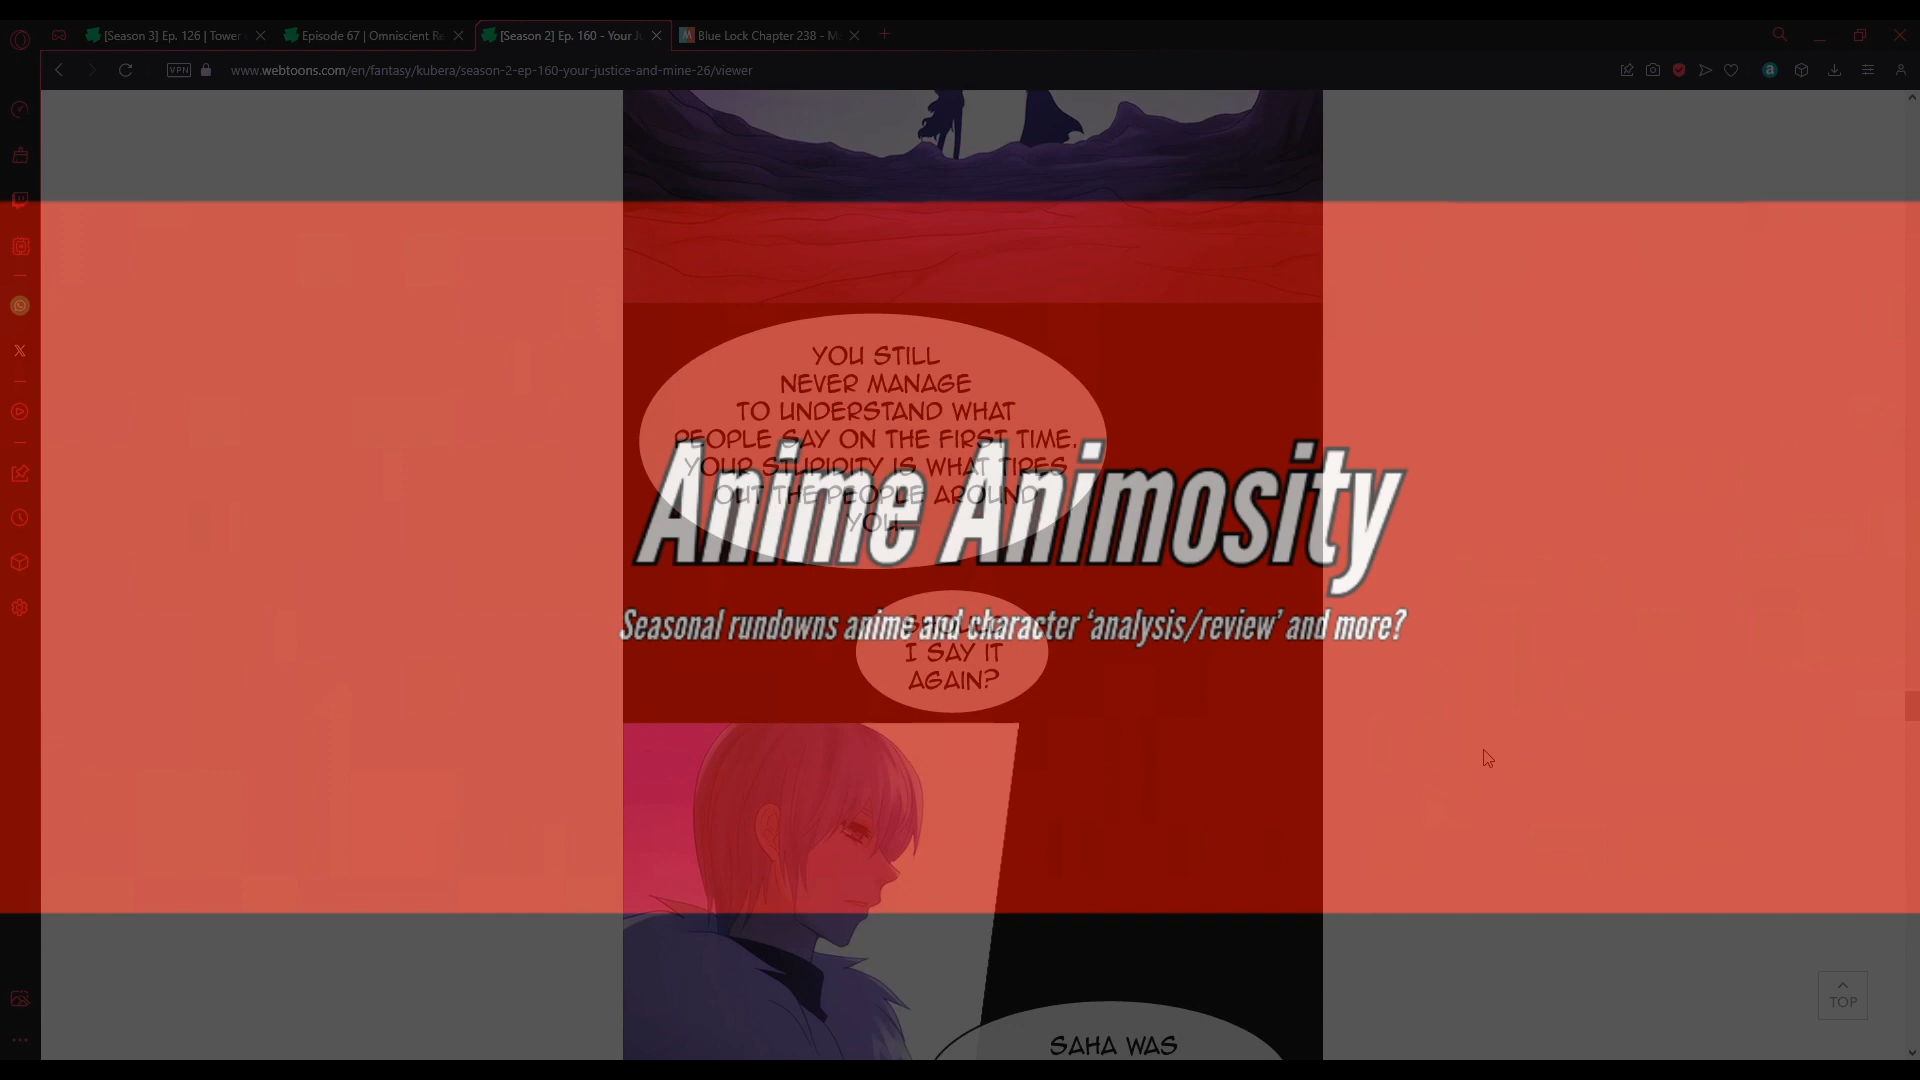 [Season 3] Ep. 126 | Tower
Episode 67 | Omniscient Re
[Season 2] Ep. 160 - Your Ju
Blue Lock Chapter 238 - M
VPN
www.webtoons.com/en/fantasy/kubera/season-2-ep-160-your-justice-and-mine-26/viewer
YOU STILL
NEVER MANAGE
TO UNDERSTAND WHAT
PEOPLE SAY ON THE FIRST TIME.
YOUR STUPIDITY IS WHAT TIRES
OUT THE PEOPLE AROUND
YOU.
Anime Animosity
Seasonal rundowns anime and character 'analysis/review' and more?
I SAY IT
AGAIN?
TOP
SAHA WAS